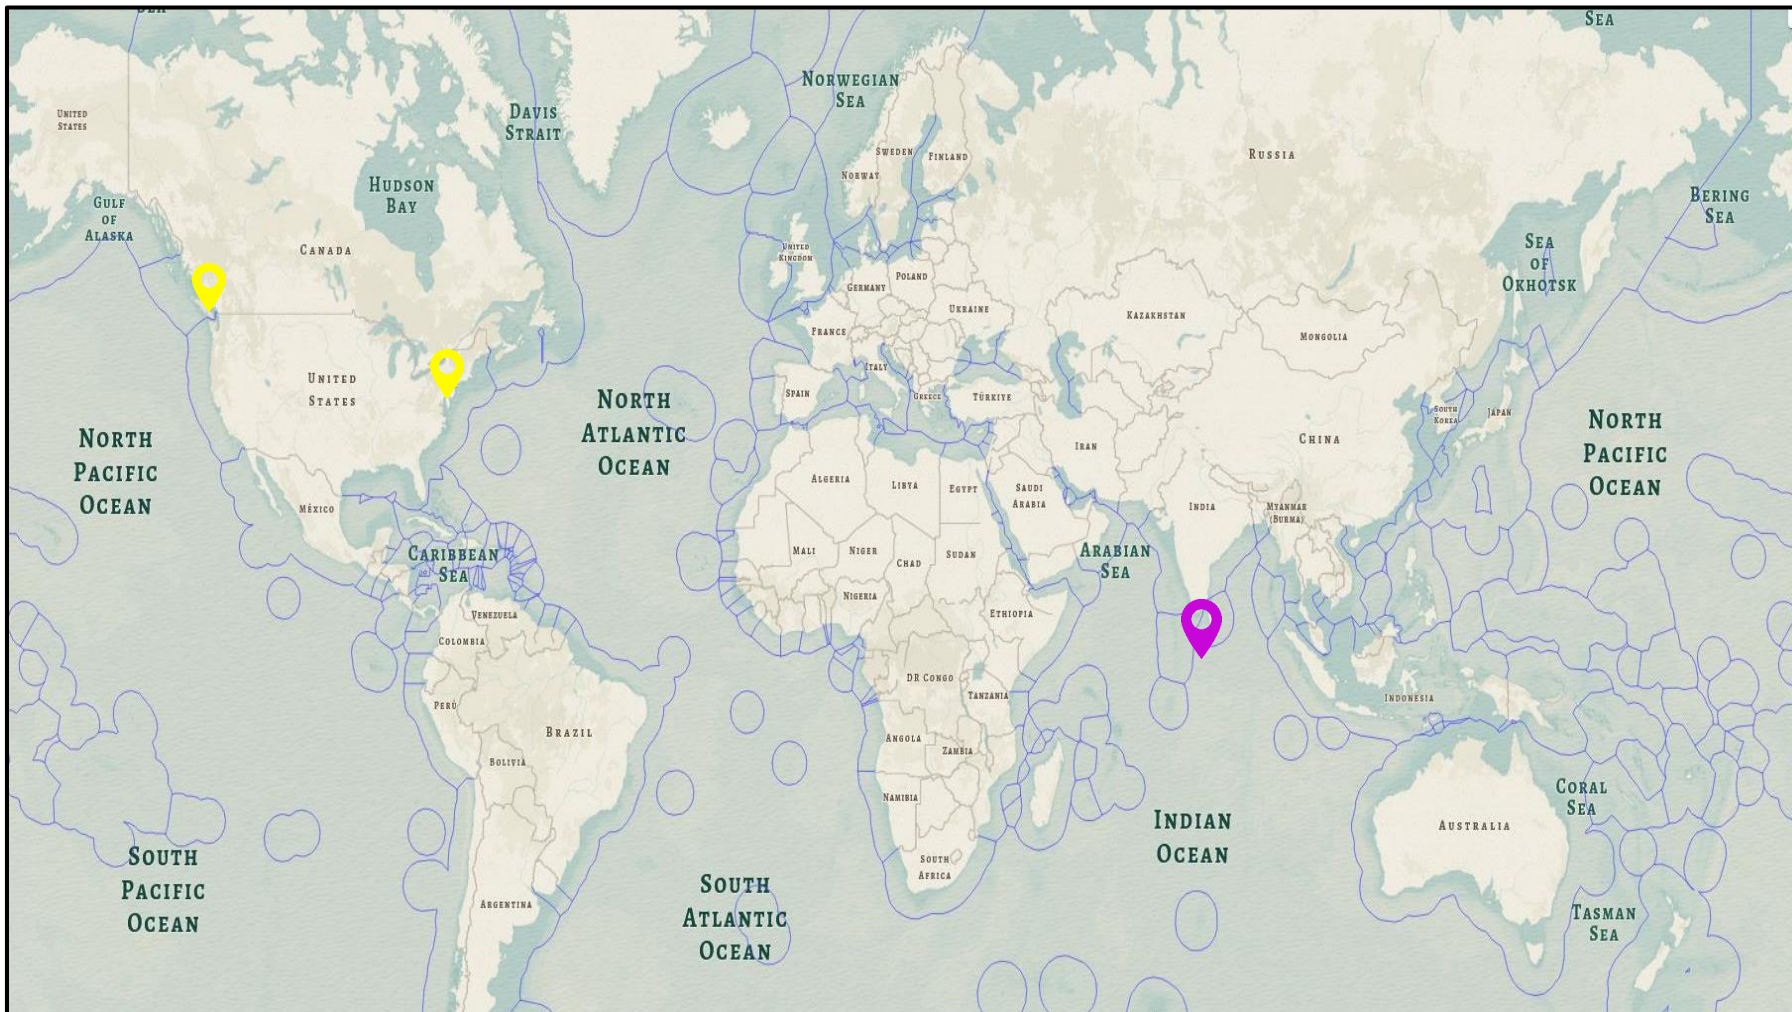 SEA
SEA
NORWEGIAN
SEA
DAVIS
STRAIT
UNITED
STATES
SWEDEN
FINLAND
NORWAY
RUSSIA
HUDSON
BAY
GULF
OF
ALASKA
BERING
SEA
CANADA
UNITED
KINGDOM
SEA
OF
OKHOTSK
POLAND
GERMANY
UKRAINE
KAZAKHSTAN
FRANCE
MONGOLIA
ITALY
UNITED
STATES
SPAIN
GREECE
TÜRKIYE
NORTH
ATLANTIC
OCEAN
SOUTH
KOREA
JAPAN
NORTH
PACIFIC
OCEAN
IRAN
CHINA
NORTH
PACIFIC
OCEAN
ALGERIA
LIBYA
EGYPT
SAUDI
ARABIA
MÉXICO
INDIA
MYANMAR
(BURMA)
CARIBBEAN
SEA
MALI
NIGER
CHAD
SUDAN
ARABIAN
SEA
NIGERIA
ETHIOPIA
VENEZUELA
COLOMBIA
DR CONGO
TANZANIA
INDONESIA
PERÚ
BRAZIL
ANGOLA
ZAMBIA
BOLIVIA
NAMIBIA
CORAL
SEA
INDIAN
OCEAN
AUSTRALIA
SOUTH
PACIFIC
OCEAN
SOUTH
AFRICA
ARGENTINA
SOUTH
ATLANTIC
OCEAN
TASMAN
SEA